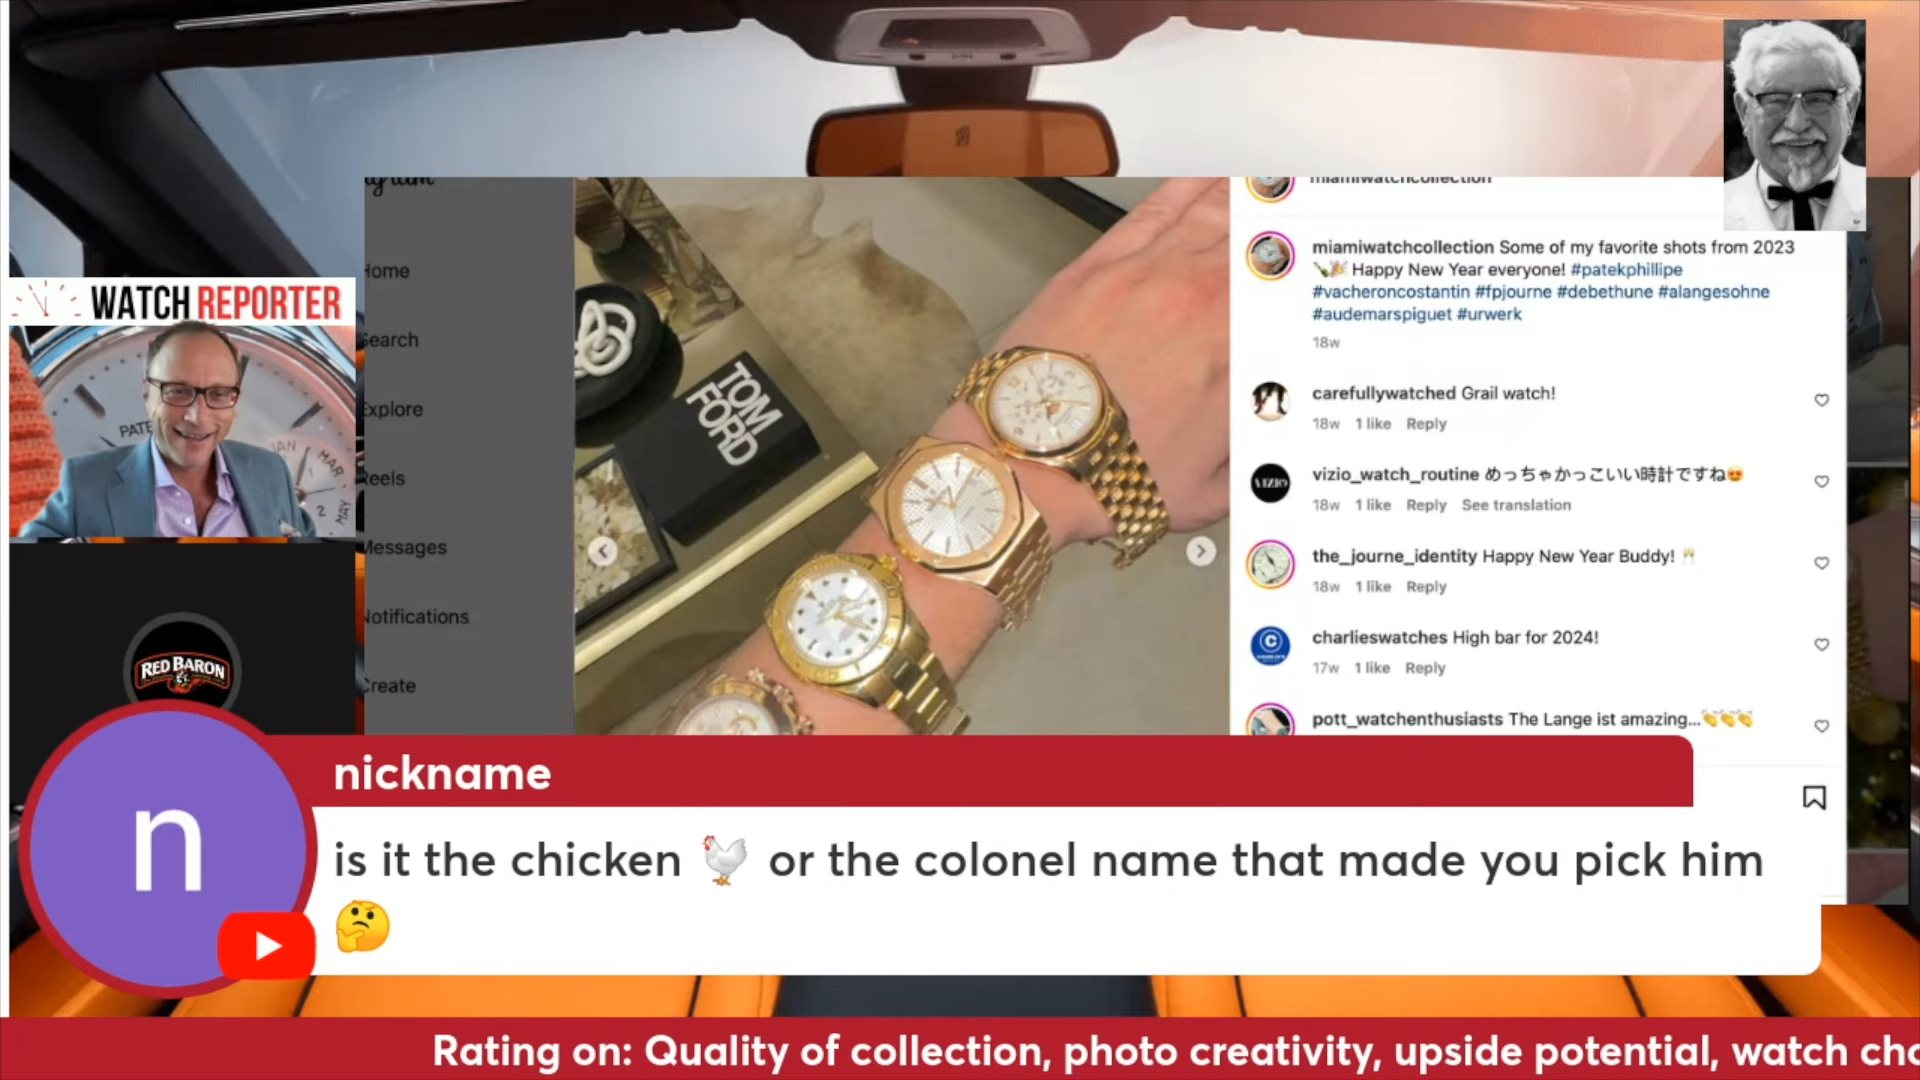 miamiwatchcollection
Home
Search
Explore
Reels
Messages
Notifications
Create
WATCH REPORTER
PATE
JAN
MAR
MAY
1
2
RED BARON
TOM
FORD
miamiwatchcollection Some of my favorite shots from 2023
🍾🎉 Happy New Year everyone! #patekphillipe
#vacheroncostantin #fpjourne #debethune #alangesohne
#audemarspiguet #urwerk
18w
carefullywatched Grail watch!
18w 1 like Reply
VIZIO
vizio_watch_routine めっちゃかっこいい時計ですね😍
18w 1 like Reply See translation
the_journe_identity Happy New Year Buddy! 🥂
18w 1 like Reply
charlieswatches High bar for 2024!
17w 1 like Reply
pott_watchenthusiasts The Lange ist amazing...👏👏👏
n
nickname
is it the chicken 🐓 or the colonel name that made you pick him
🤔
Rating on: Quality of collection, photo creativity, upside potential, watch cho